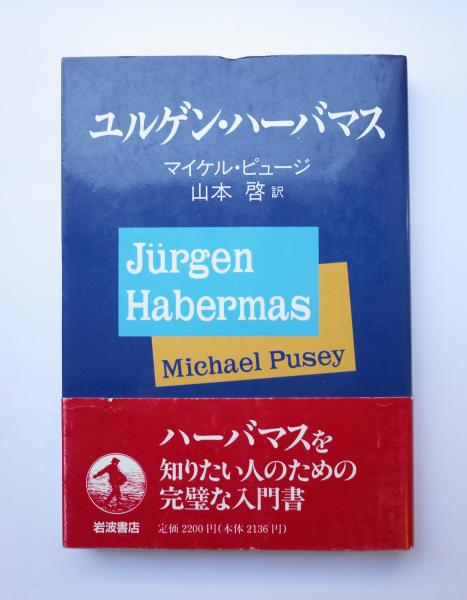 ユルゲン・ハーバマス
マイケル・ピュージ
山本 啓 訳
Jürgen
Habermas
Michael Pusey
ハーバマスを
知りたい人のための
完璧な入門書
岩波書店
定価2200円(本体2136円)